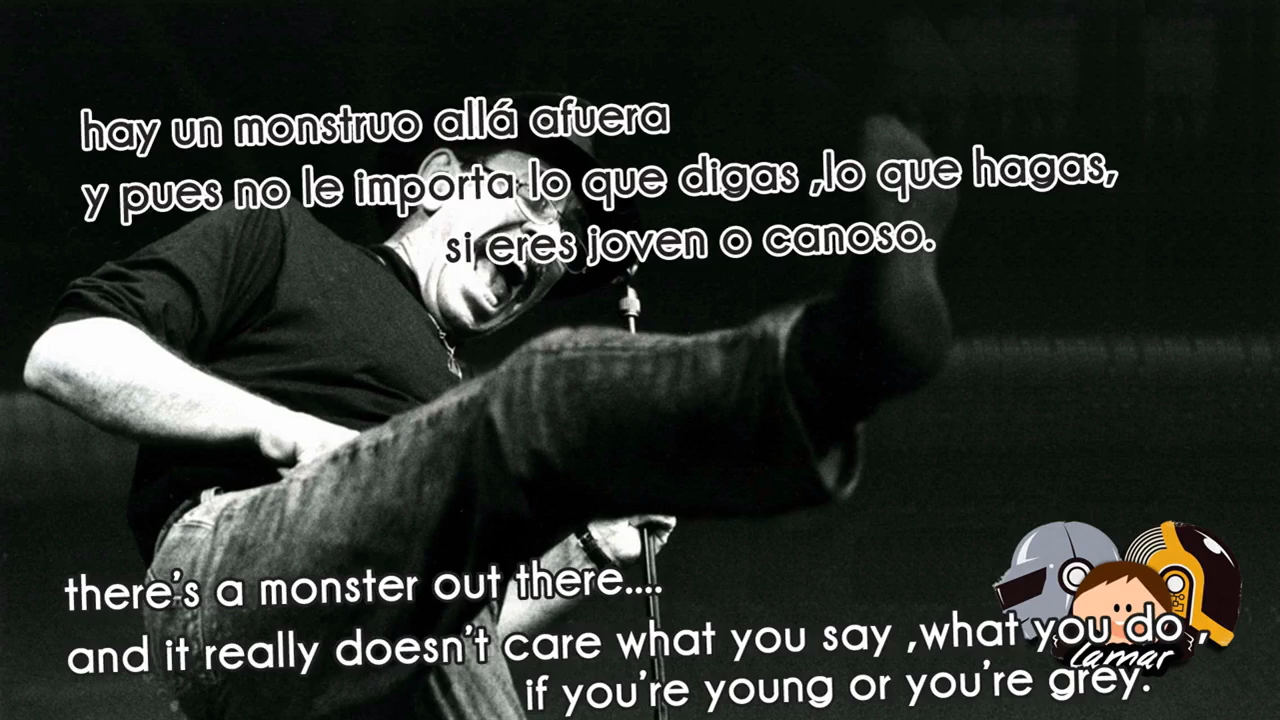 hay un monstruo allá afuera
y pues no le importa lo que digas ,lo que hagas,
si eres joven o canoso.
there's a monster out there....
and it really doesn't care what you say ,what you do ,
if you're young or you're grey.
lamar